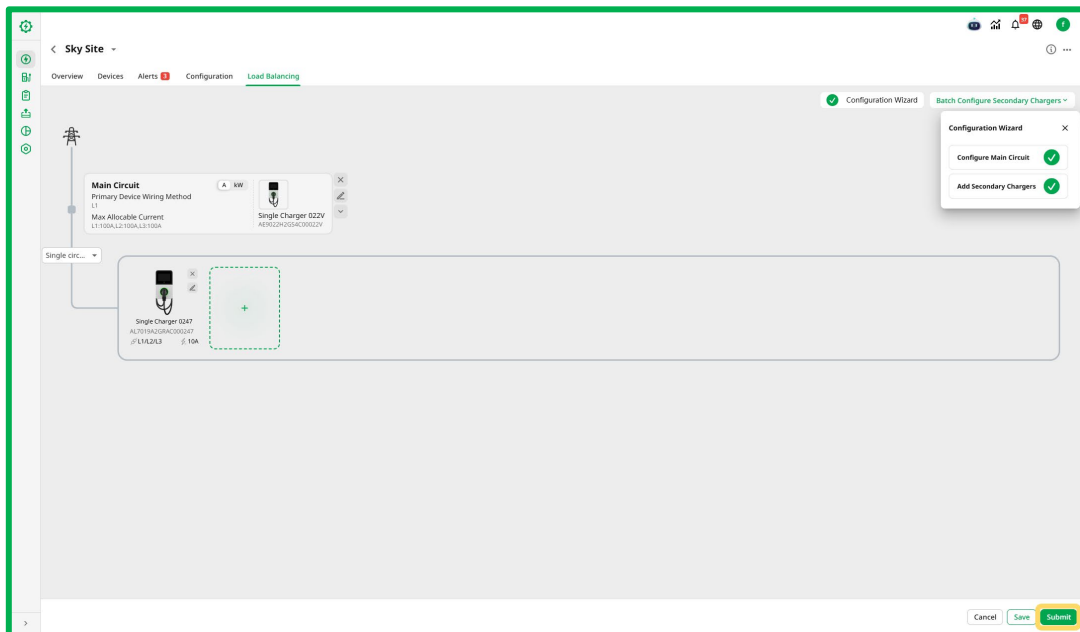 57
f
Sky Site
Overview Devices Alerts 3 Configuration Load Balancing
Configuration Wizard Batch Configure Secondary Chargers
Configuration Wizard
Configure Main Circuit
Add Secondary Chargers
Main Circuit A kW
Primary Device Wiring Method
L1
Max Allocable Current
L1:100A,L2:100A,L3:100A
Single Charger 022V
AE9022H2GS4C00022V
Single circ...
Single Charger 0247
AL7019A2GRAC000247
L1/L2/L3 10A
Cancel Save Submit